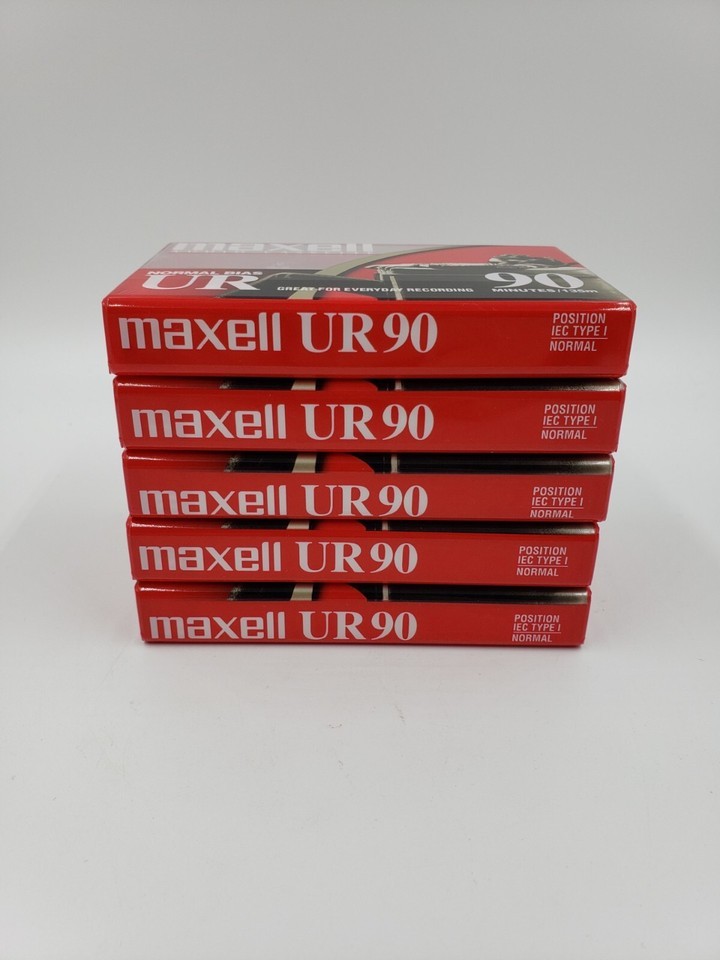 maxell
NORMAL BIAS
UR
GREAT FOR EVERYDAY RECORDING
90
MINUTES/135m
maxell UR90
POSITION
IEC TYPE I
NORMAL
maxell UR90
POSITION
IEC TYPE I
NORMAL
maxell UR90
POSITION
IEC TYPE I
NORMAL
maxell UR90
POSITION
IEC TYPE I
NORMAL
maxell UR90
POSITION
IEC TYPE I
NORMAL